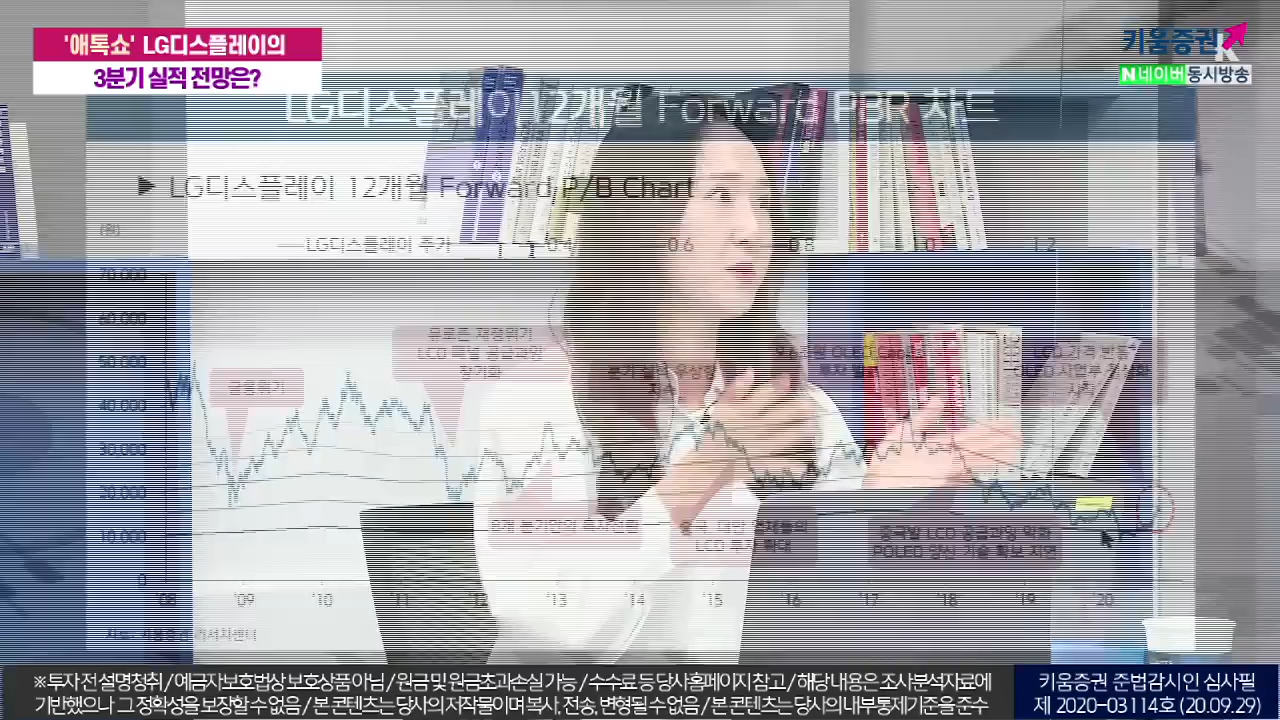 '애톡쇼' LG디스플레이의
3분기 실적 전망은?
키움증권
N네이버동시방송
LG디스플레이 12개월 Forward PBR 차트
▶ LG디스플레이 12개월 Forward P/B Chart
(원)
LG디스플레이 주가 0.4 0.6 0.8 1.2
70,000
60,000
50,000
40,000
30,000
20,000
10,000
0
유로존 재정위기
LCD 패널 공급과잉
장기화
금융위기
LCD 가격 반등
중국, 대만 업체들의
LCD 투자 확대
중국발 LCD 공급과잉 악화
POLED 양산 기술 확보 지연
'08 '09 '10 '11 '12 '13 '14 '15 '16 '17 '18 '19 '20
자료: 키움증권 리서치센터
※ 투자 전 설명청취 / 예금자보호법상 보호상품 아님 / 원금 및 원금초과손실 가능 / 수수료 등 당사홈페이지 참고 / 해당 내용은 조사분석자료에
기반했으나 그 정확성을 보장할 수 없음 / 본 콘텐츠는 당사의 저작물이며 복사, 전송, 변형될 수 없음 / 본 콘텐츠는 당사의 내부통제기준을 준수
키움증권 준법감시인 심사필
제 2020-03114호 (20.09.29)